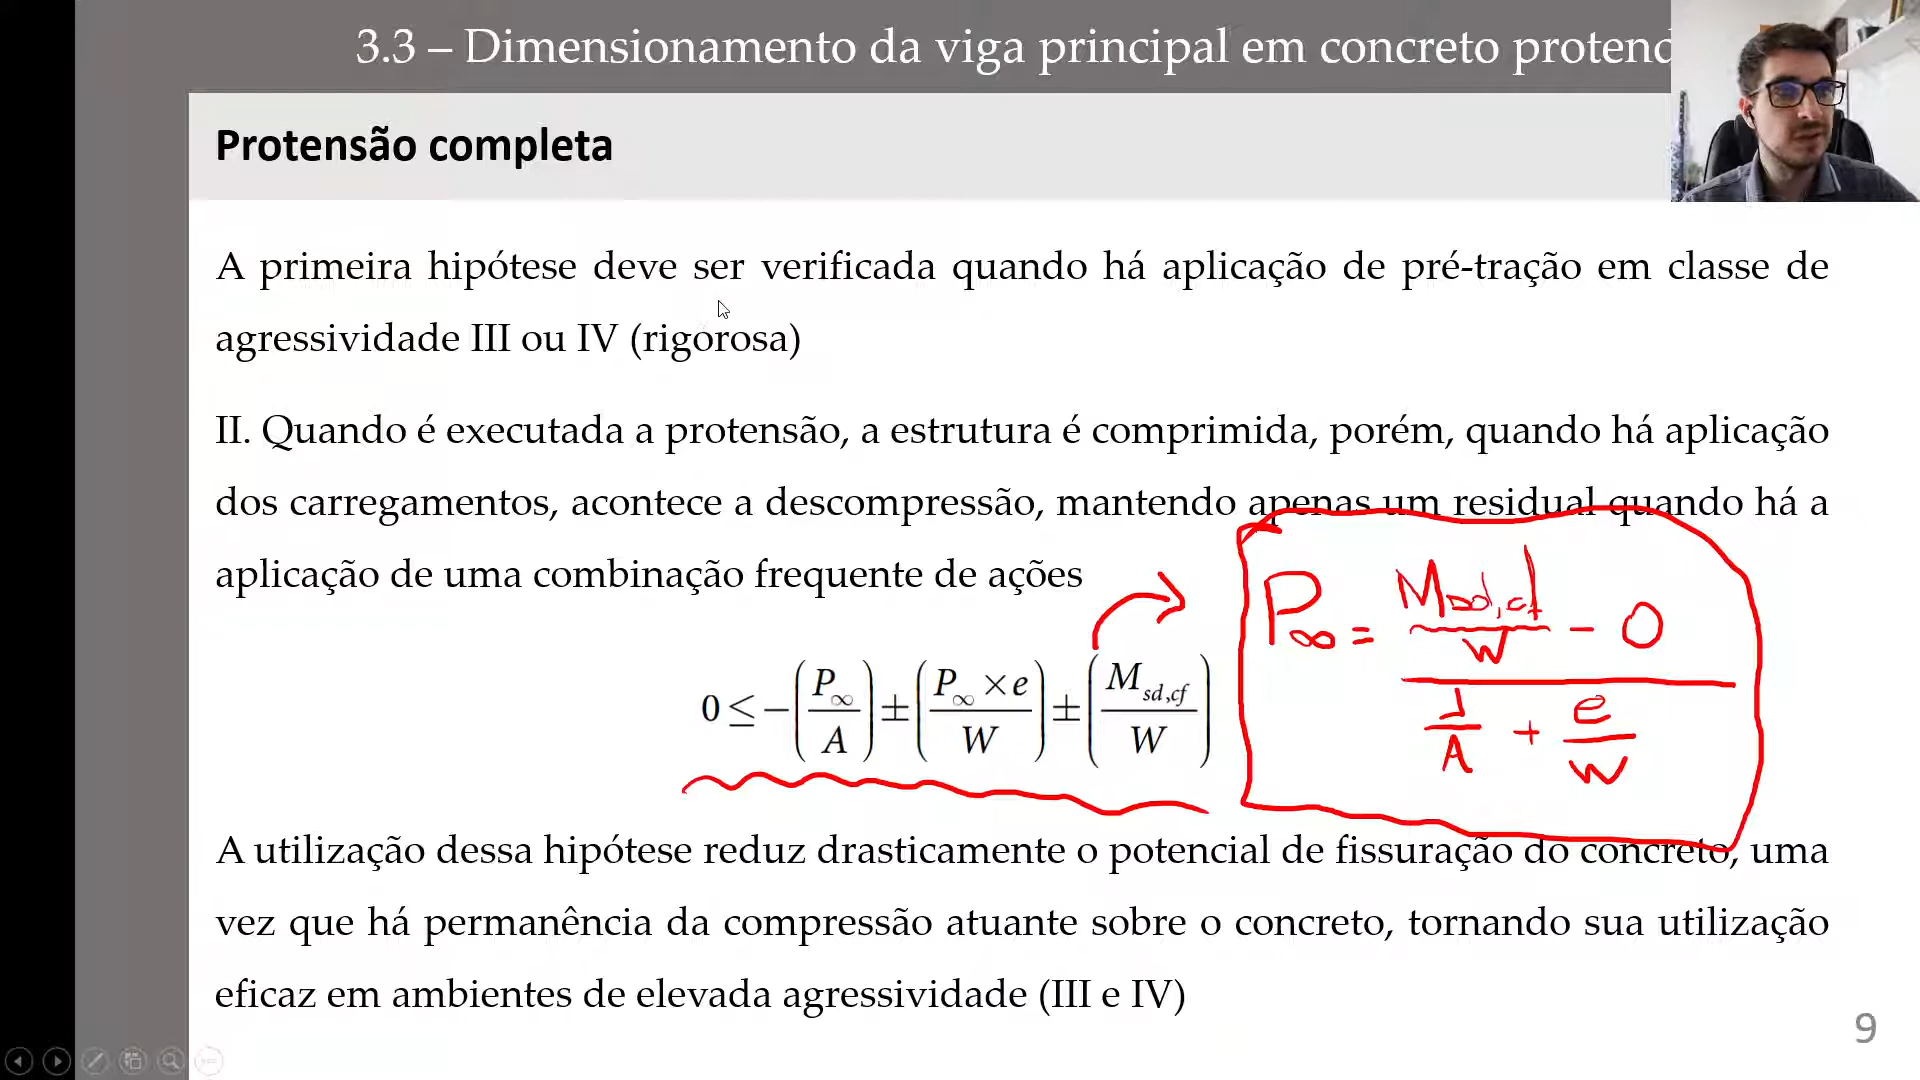 3.3 – Dimensionamento da viga principal em concreto protend
Protensão completa
A primeira hipótese deve ser verificada quando há aplicação de pré-tração em classe de
agressividade III ou IV (rigorosa)
II. Quando é executada a protensão, a estrutura é comprimida, porém, quando há aplicação
dos carregamentos, acontece a descompressão, mantendo apenas um residual quando há a
aplicação de uma combinação frequente de ações
0 ≤ −(P∞/A) ± (P∞ × e/W) ± (Msd,cf/W)
P∞ = (Msd,cf/W − 0)/(1/A + e/W)
A utilização dessa hipótese reduz drasticamente o potencial de fissuração do concreto, uma
vez que há permanência da compressão atuante sobre o concreto, tornando sua utilização
eficaz em ambientes de elevada agressividade (III e IV)
9